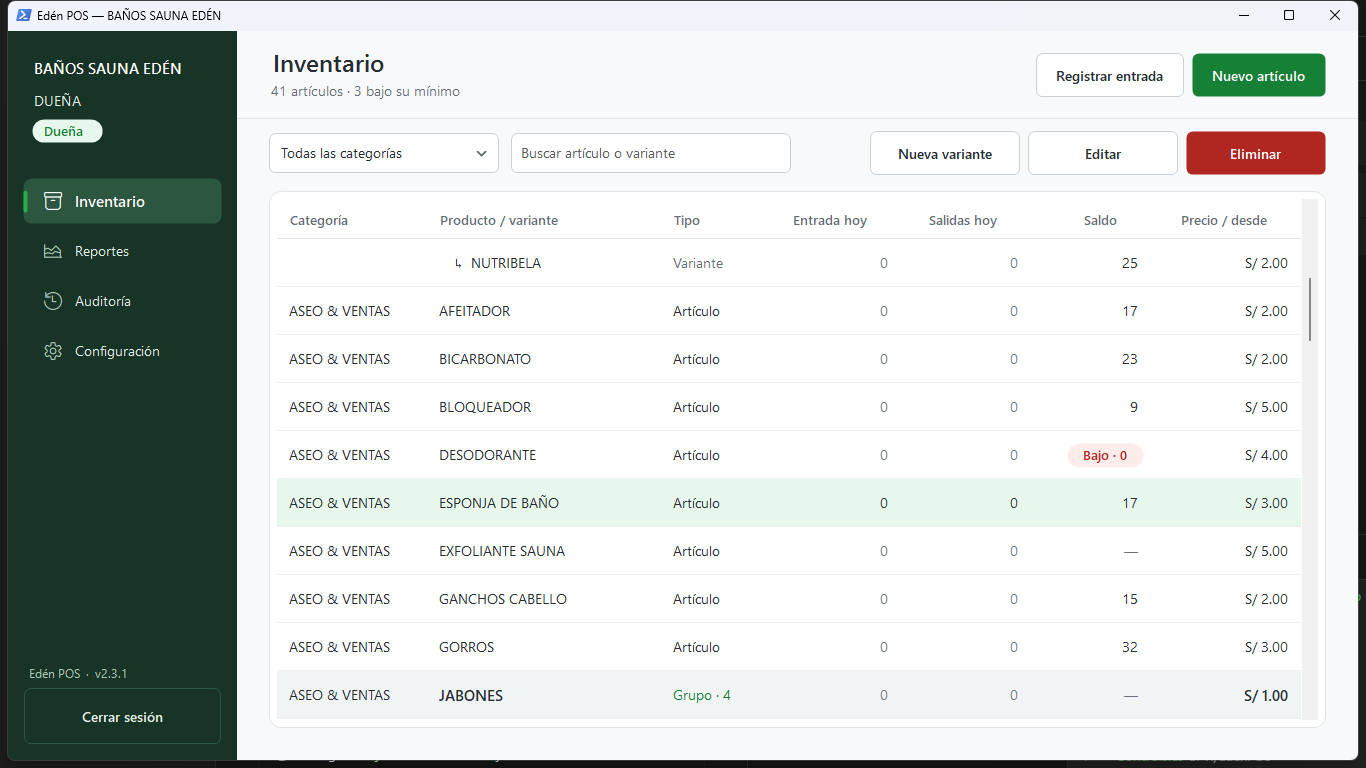 Edén POS — BAÑOS SAUNA EDÉN
BAÑOS SAUNA EDÉN
DUEÑA
Dueña
Inventario
Reportes
Auditoría
Configuración
Edén POS · v2.3.1
Cerrar sesión
Inventario
41 artículos · 3 bajo su mínimo
Registrar entrada
Nuevo artículo
Todas las categorías
Buscar artículo o variante
Nueva variante
Editar
Eliminar
Categoría Producto / variante Tipo Entrada hoy Salidas hoy Saldo Precio / desde
↳ NUTRIBELA Variante 0 0 25 S/ 2.00
ASEO & VENTAS AFEITADOR Artículo 0 0 17 S/ 2.00
ASEO & VENTAS BICARBONATO Artículo 0 0 23 S/ 2.00
ASEO & VENTAS BLOQUEADOR Artículo 0 0 9 S/ 5.00
ASEO & VENTAS DESODORANTE Artículo 0 0 Bajo · 0 S/ 4.00
ASEO & VENTAS ESPONJA DE BAÑO Artículo 0 0 17 S/ 3.00
ASEO & VENTAS EXFOLIANTE SAUNA Artículo 0 0 — S/ 5.00
ASEO & VENTAS GANCHOS CABELLO Artículo 0 0 15 S/ 2.00
ASEO & VENTAS GORROS Artículo 0 0 32 S/ 3.00
ASEO & VENTAS JABONES Grupo · 4 0 0 — S/ 1.00